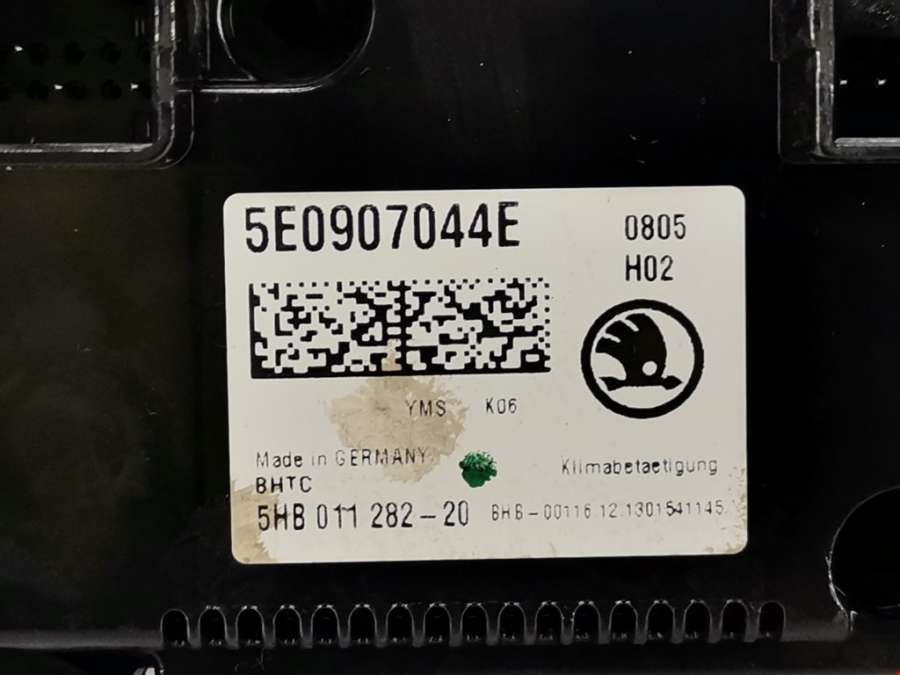 5E0907044E
0805
H02
YMS K06
Made in GERMANY
BHTC
Klimabetaetigung
5HB 011 282-20
BHB-00116.12.1301541145